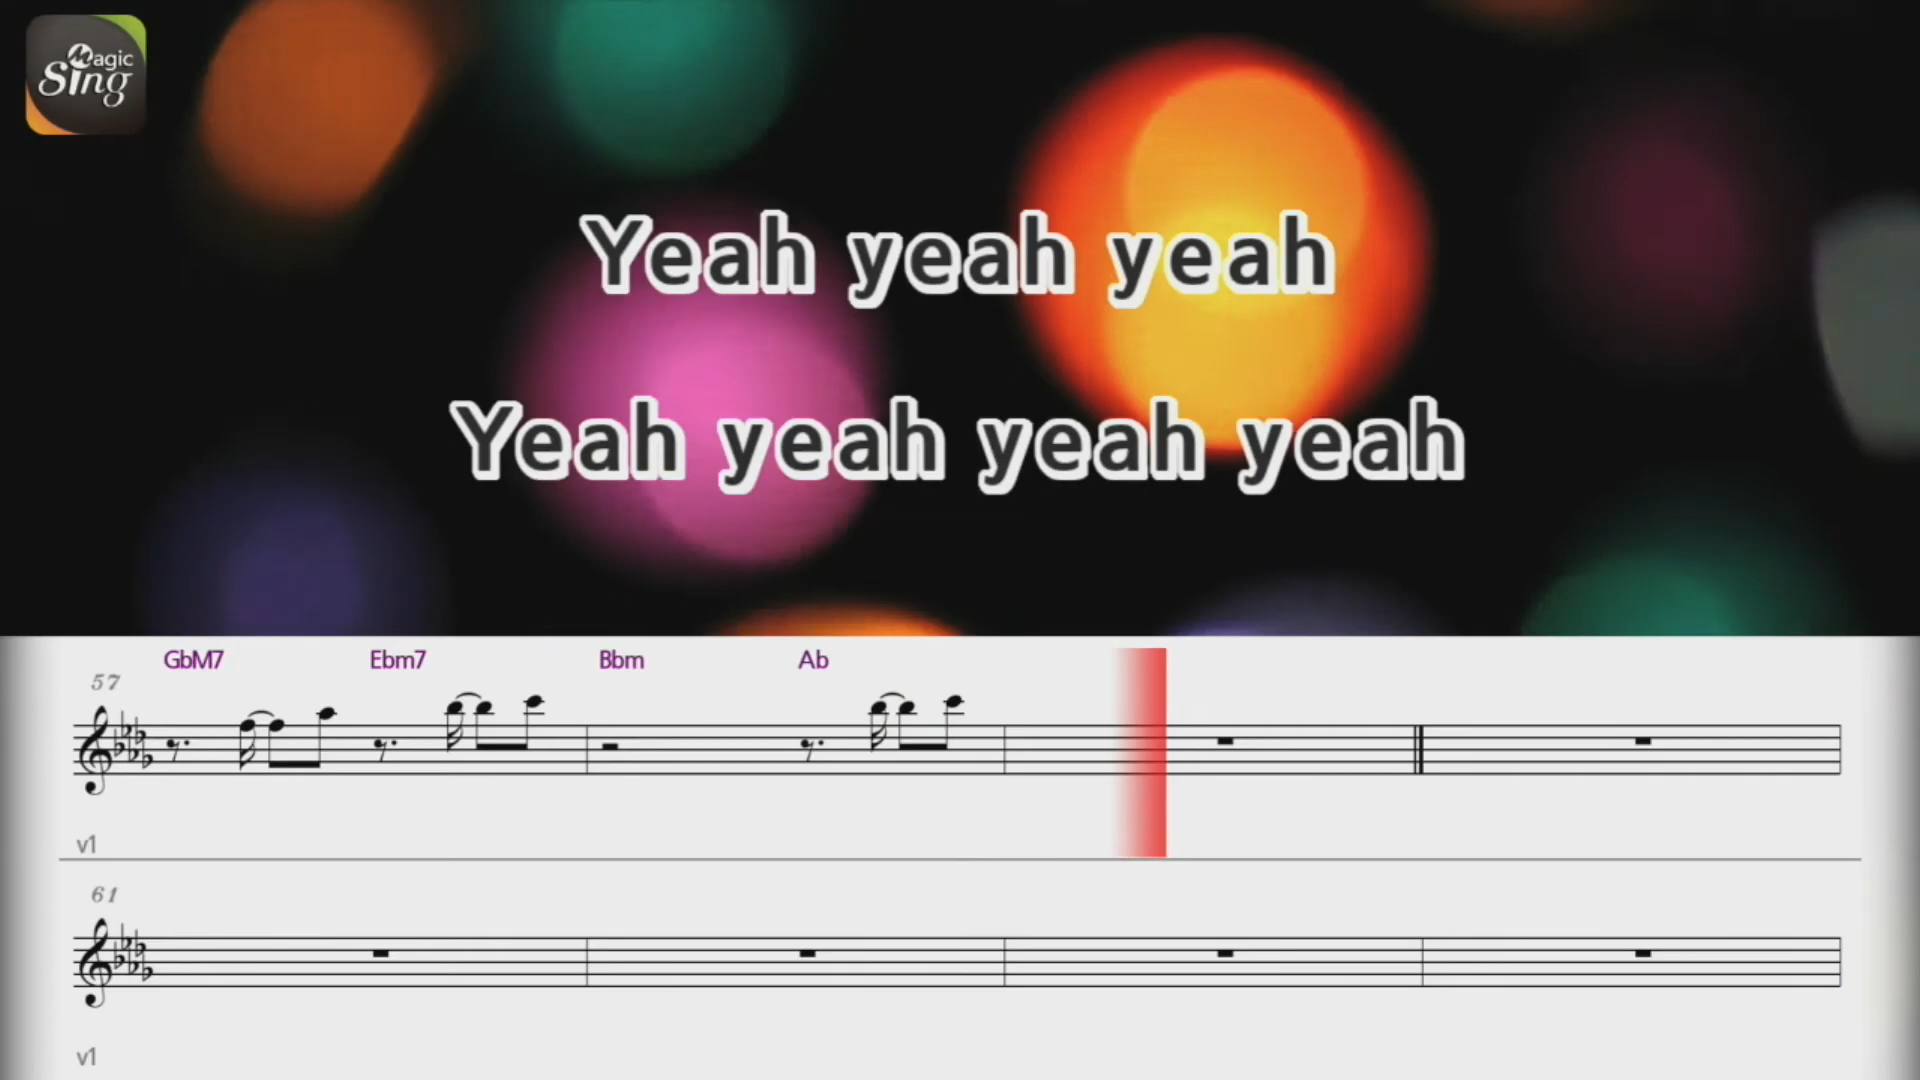 Magic
Sing
Yeah yeah yeah
Yeah yeah yeah yeah
GbM7 Ebm7 Bbm Ab
57
v1
61
v1